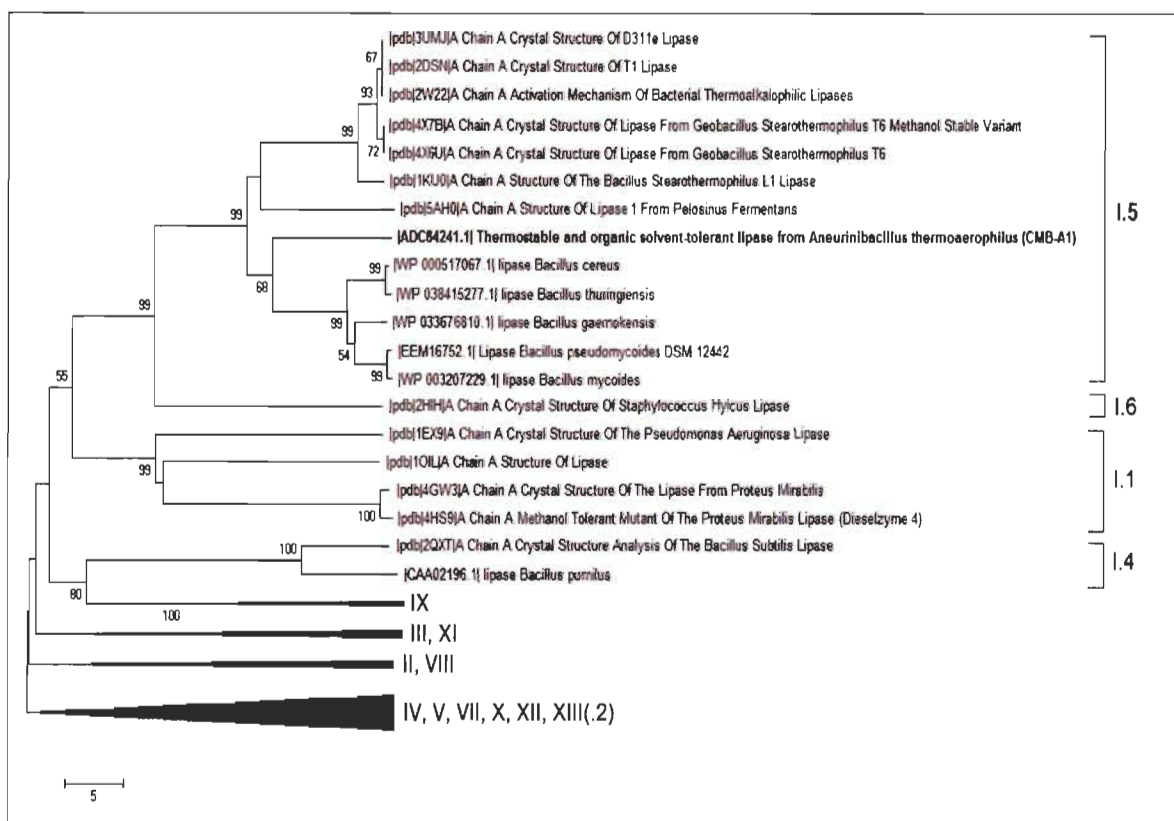 |pdb|3UMJ|A Chain A Crystal Structure Of D311e Lipase
67
|pdb|2DSN|A Chain A Crystal Structure Of T1 Lipase
93
|pdb|2W22|A Chain A Activation Mechanism Of Bacterial Thermoalkalophilic Lipases
|pdb|4X7B|A Chain A Crystal Structure Of Lipase From Geobacillus Stearothermophilus T6 Methanol Stable Variant
99
72
|pdb|4X6U|A Chain A Crystal Structure Of Lipase From Geobacillus Stearothermophilus T6
|pdb|1KU0|A Chain A Structure Of The Bacillus Stearothermophilus L1 Lipase
|pdb|5AH0|A Chain A Structure Of Lipase 1 From Pelosinus Fermentans
99
I.5
|ADC84241.1| Thermostable and organic solvent-tolerant lipase from Aneurinibacillus thermoaerophilus (CMB-A1)
99
|WP 000517067.1| lipase Bacillus cereus
68
|WP 038415277.1| lipase Bacillus thuringiensis
99
99
|WP 033676810.1| lipase Bacillus gaemokensis
54
|EEM16752.1| Lipase Bacillus pseudomycoides DSM 12442
55
99
|WP 003207229.1| lipase Bacillus mycoides
|pdb|2HIH|A Chain A Crystal Structure Of Staphylococcus Hyicus Lipase
I.6
|pdb|1EX9|A Chain A Crystal Structure Of The Pseudomonas Aeruginosa Lipase
99
|pdb|1OIL|A Chain A Structure Of Lipase
I.1
|pdb|4GW3|A Chain A Crystal Structure Of The Lipase From Proteus Mirabilis
100
|pdb|4HS9|A Chain A Methanol Tolerant Mutant Of The Proteus Mirabilis Lipase (Dieselzyme 4)
100
|pdb|2QXT|A Chain A Crystal Structure Analysis Of The Bacillus Subtilis Lipase
I.4
|CAA02196.1| lipase Bacillus pumilus
80
100
IX
III, XI
II, VIII
IV, V, VII, X, XII, XIII(.2)
5